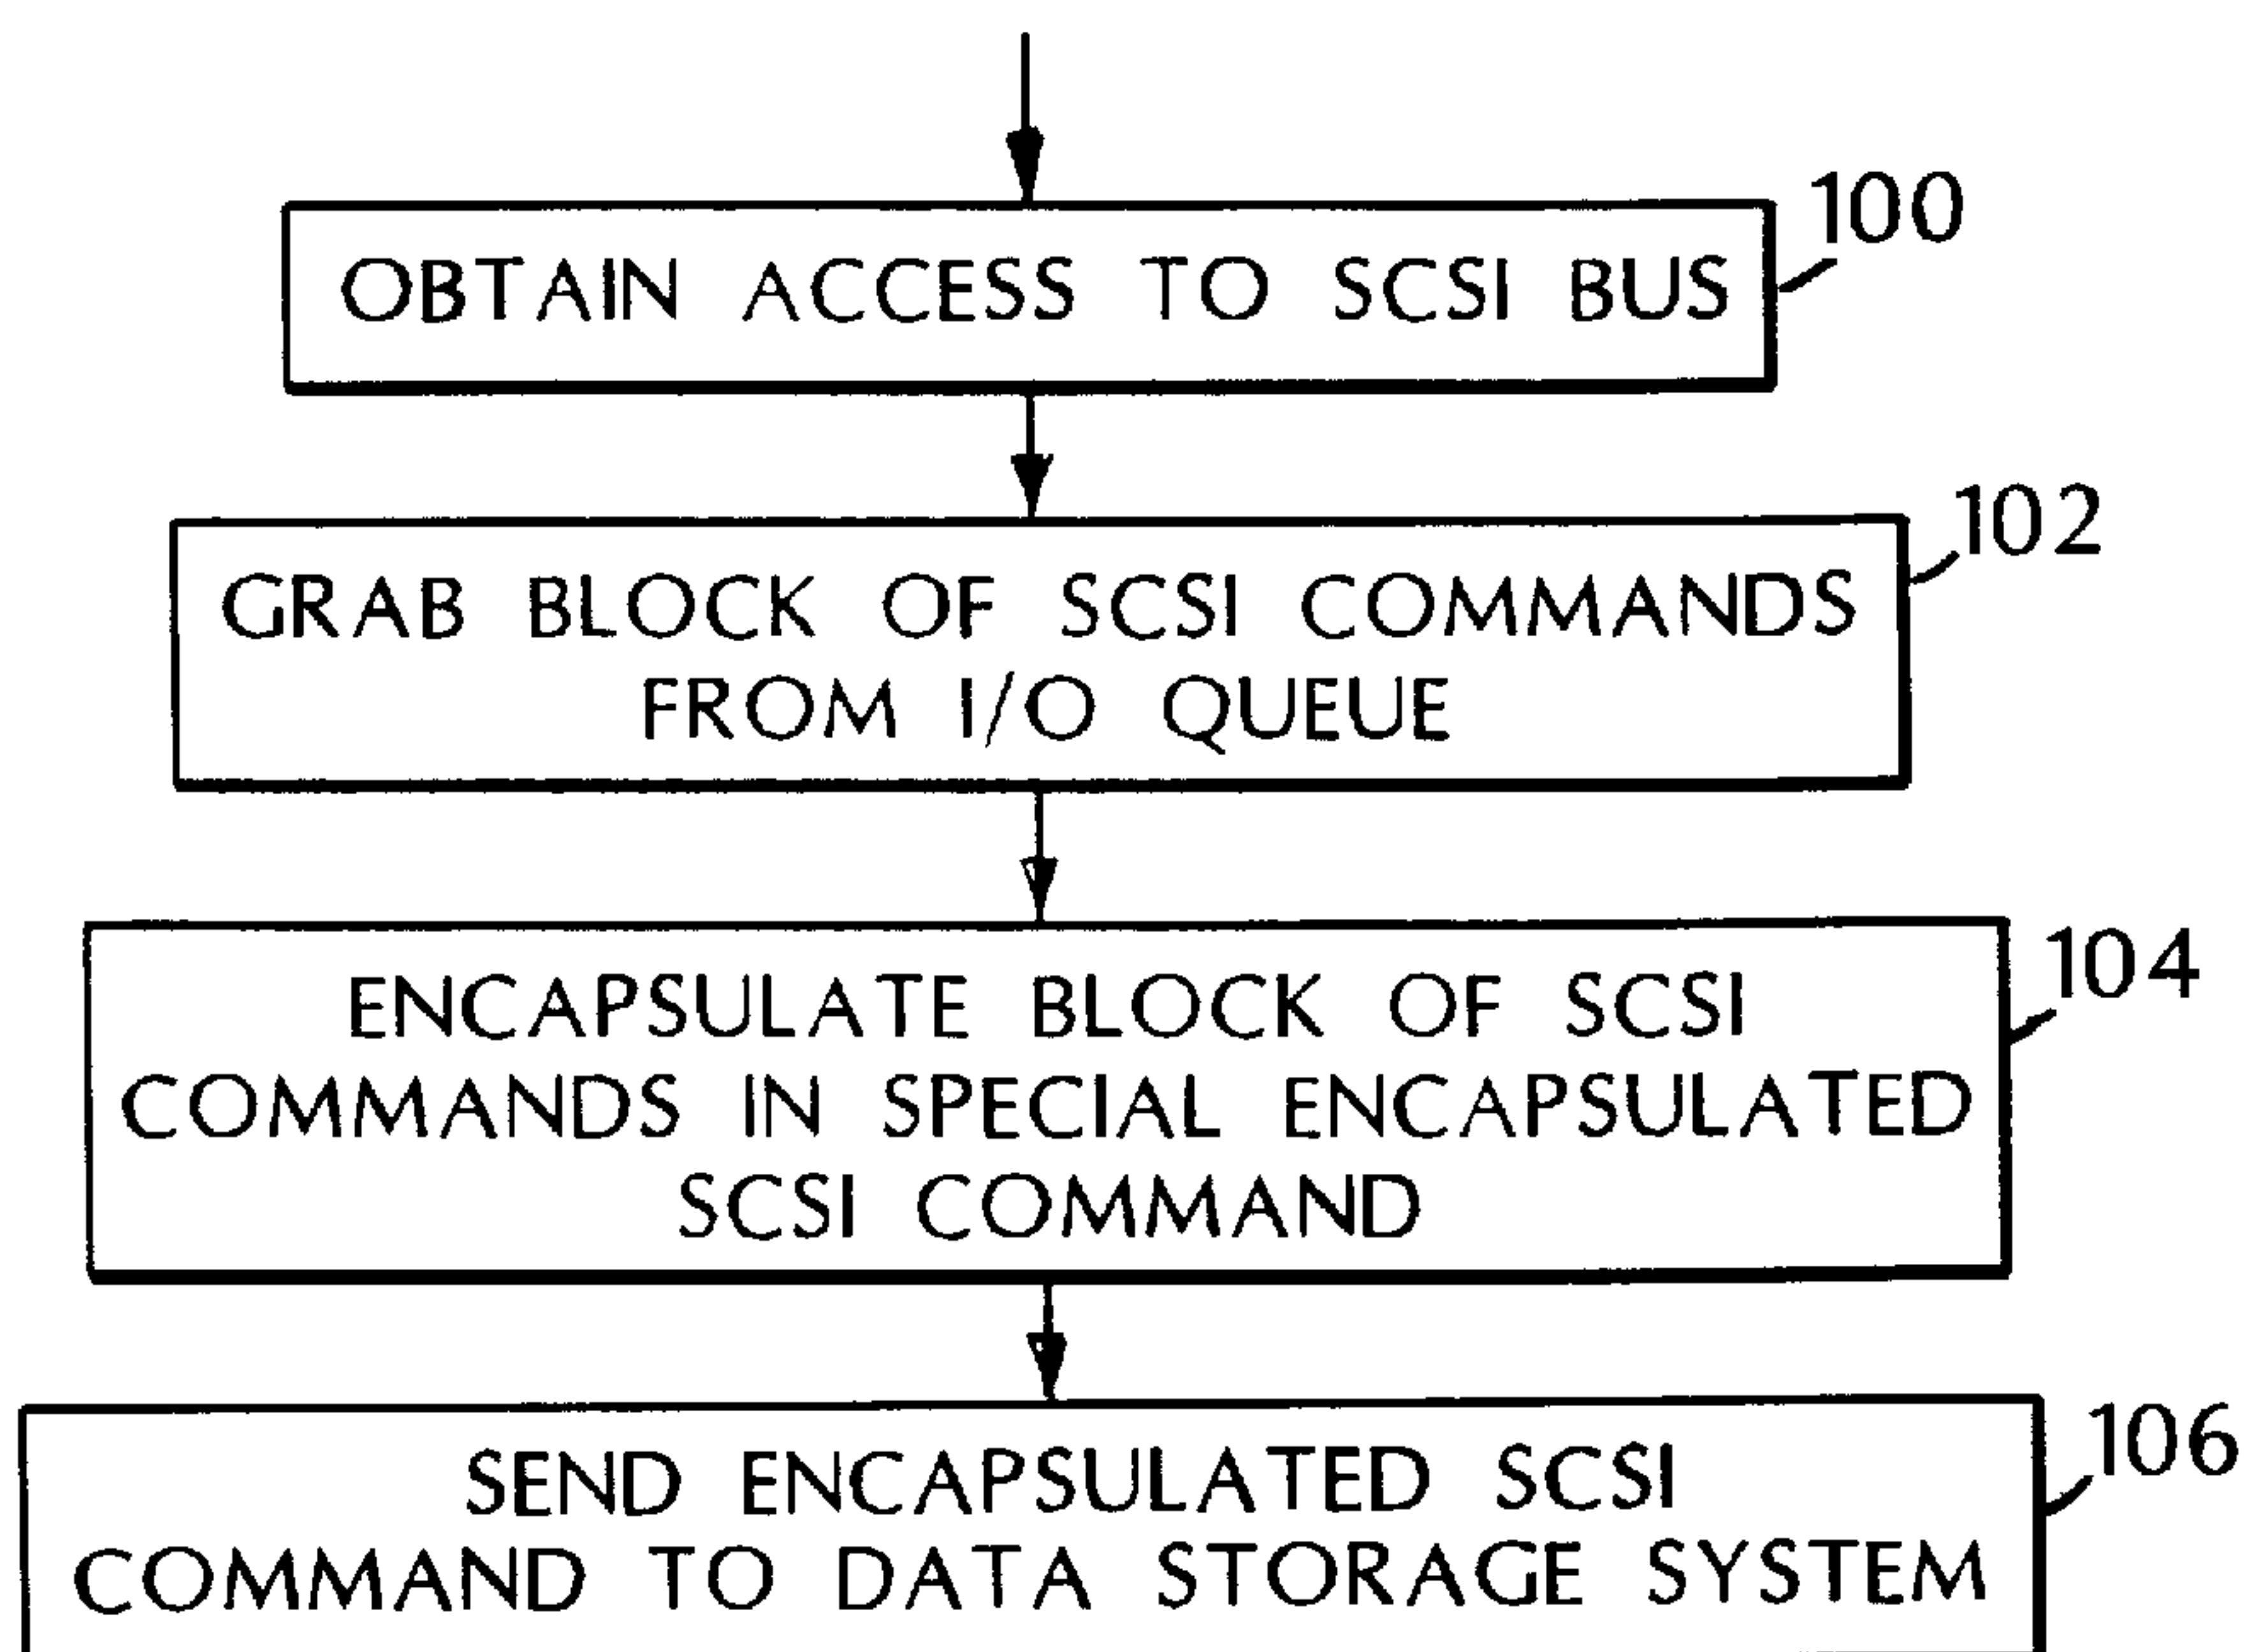 100
OBTAIN ACCESS TO SCSI BUS
102
GRAB BLOCK OF SCSI COMMANDS
FROM I/O QUEUE
104
ENCAPSULATE BLOCK OF SCSI
COMMANDS IN SPECIAL ENCAPSULATED
SCSI COMMAND
106
SEND ENCAPSULATED SCSI
COMMAND TO DATA STORAGE SYSTEM